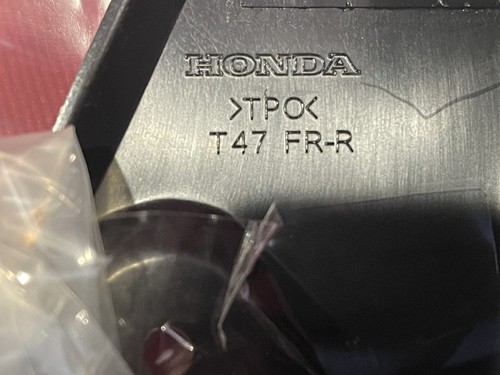 HONDA
>TPO<
T47 FR-R